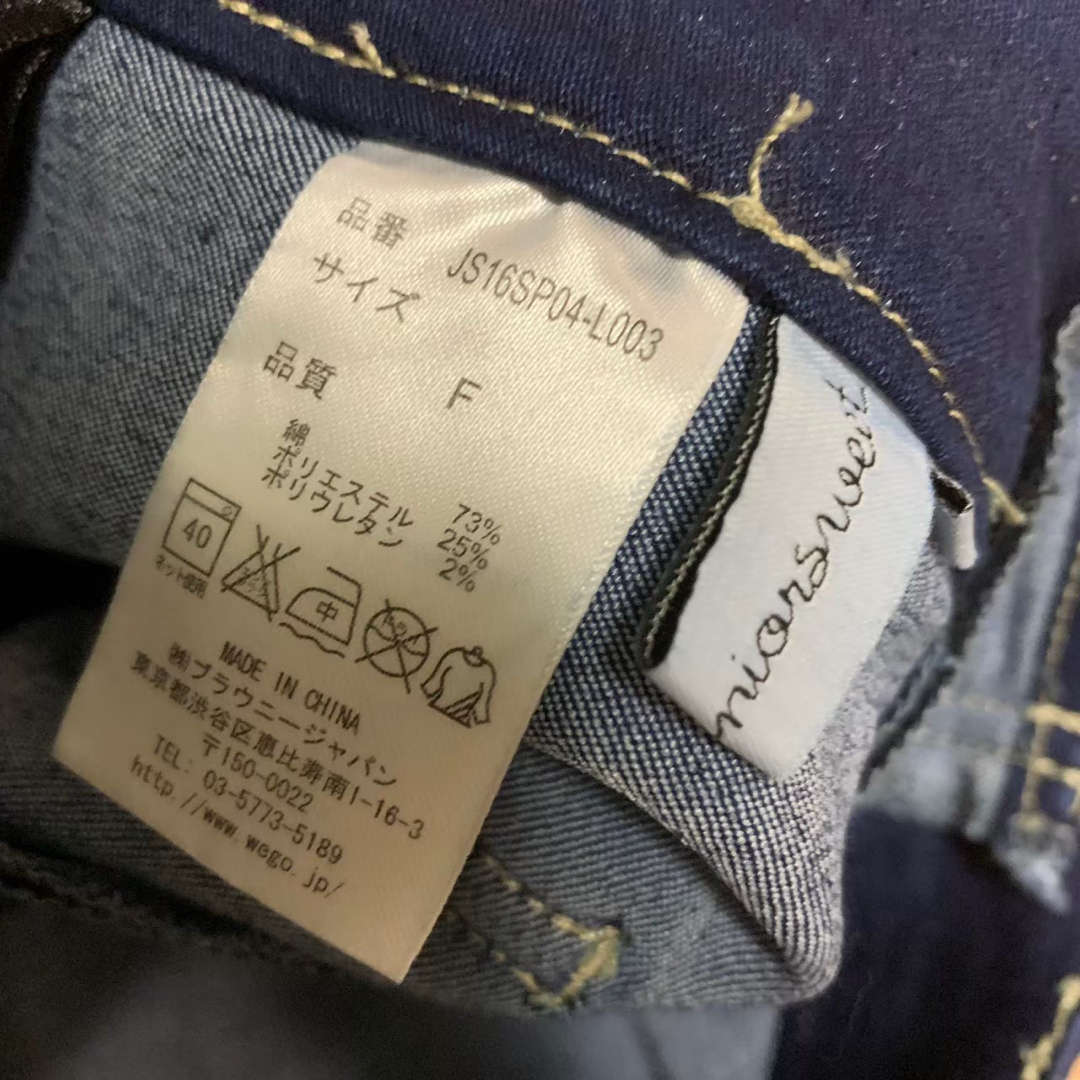 品番 JS16SP04-L003
サイズ F
品質
綿 73%
ポリエステル 25%
ポリウレタン 2%
40
ネット使用
中
MADE IN CHINA
㈱ブラウニージャパン
東京都渋谷区恵比寿南1-16-3
〒150-0022
TEL: 03-5773-5189
http://www.wego.jp/
niorsweet